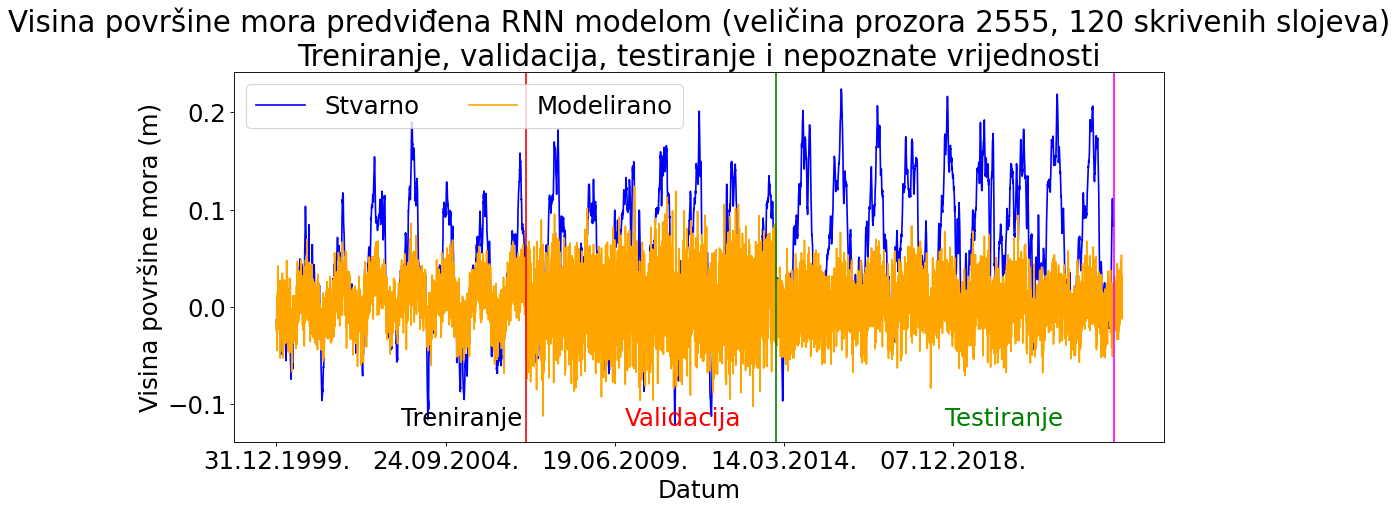 Visina površine mora predviđena RNN modelom (veličina prozora 2555, 120 skrivenih slojeva)
Treniranje, validacija, testiranje i nepoznate vrijednosti
Stvarno Modelirano
Visina površine mora (m)
0.2
0.1
0.0
−0.1
Treniranje Validacija Testiranje
31.12.1999. 24.09.2004. 19.06.2009. 14.03.2014. 07.12.2018.
Datum